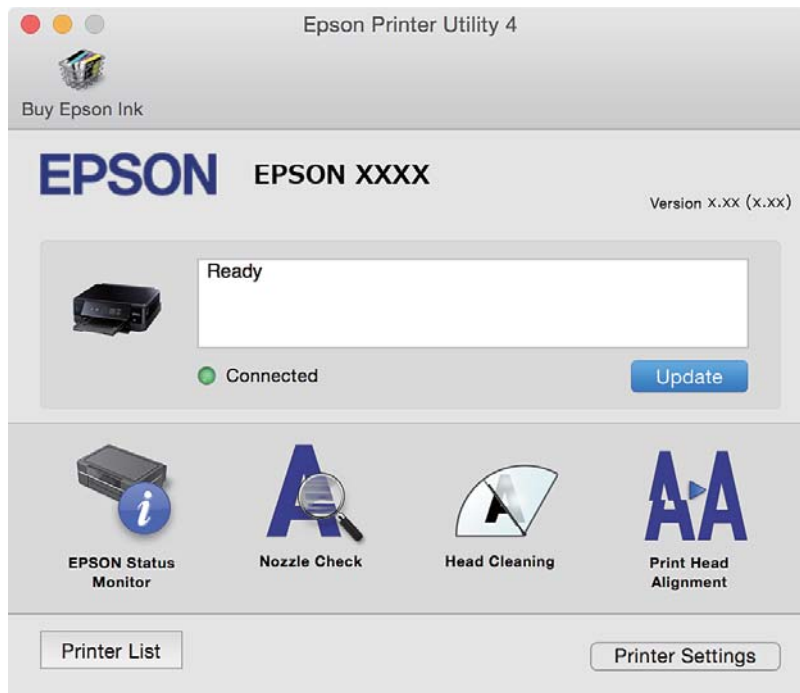 Epson Printer Utility 4
Buy Epson Ink
EPSON EPSON XXXX
Version x.xx (x.xx)
Ready
Connected
Update
EPSON Status
Monitor
Nozzle Check
Head Cleaning
Print Head
Alignment
Printer List
Printer Settings